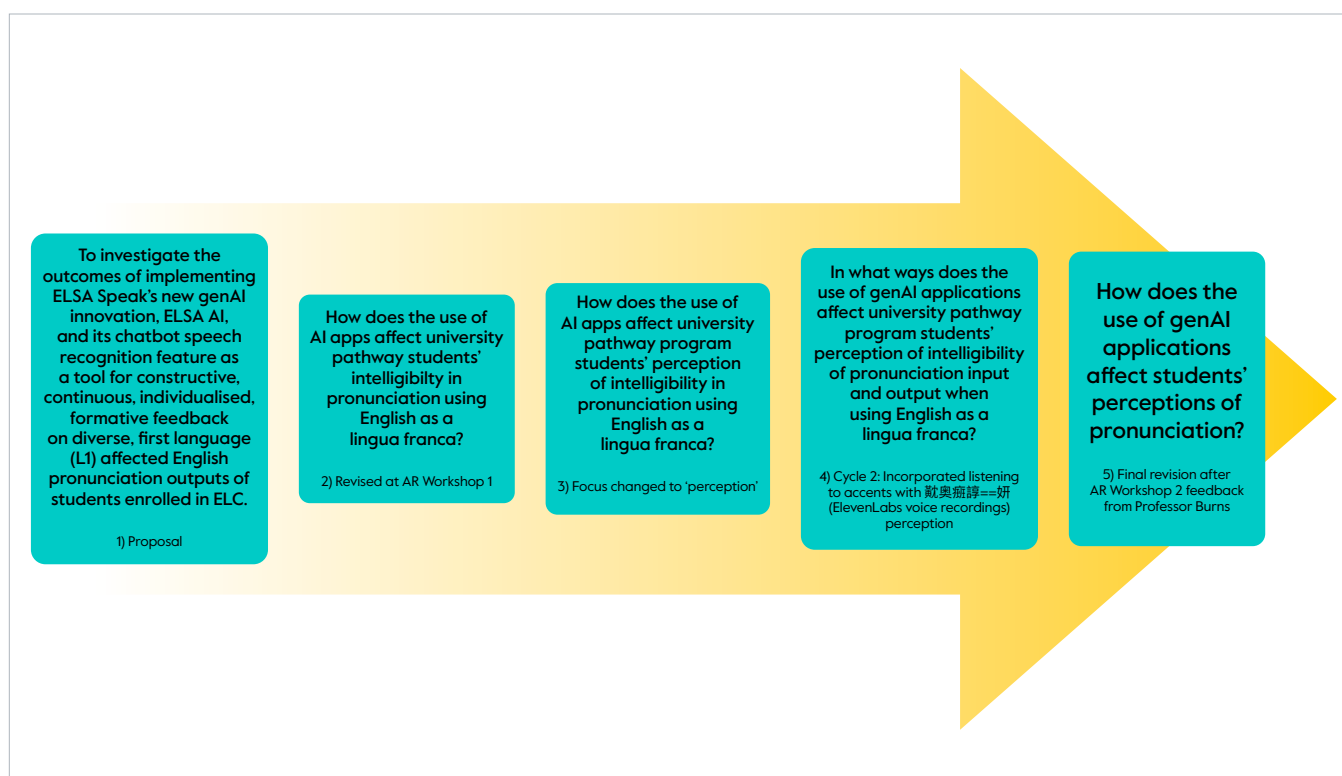 To investigate the
outcomes of implementing
ELSA Speak's new genAI
innovation, ELSA AI,
and its chatbot speech
recognition feature as
a tool for constructive,
continuous, individualised,
formative feedback
on diverse, first language
(L1) affected English
pronunciation outputs of
students enrolled in ELC.
1) Proposal
How does the use of
AI apps affect university
pathway students'
intelligibilty in
pronunciation using
English as a
lingua franca?
2) Revised at AR Workshop 1
How does the use of
AI apps affect university
pathway program
students' perception
of intelligibility in
pronunciation using
English as a
lingua franca?
3) Focus changed to 'perception'
In what ways does the
use of genAI applications
affect university pathway
program students'
perception of intelligibility
of pronunciation input
and output when
using English as a
lingua franca?
4) Cycle 2: Incorporated listening
to accents with 㱔奥痜諄==妍
(ElevenLabs voice recordings)
perception
How does the
use of genAI
applications
affect students'
perceptions of
pronunciation?
5) Final revision after
AR Workshop 2 feedback
from Professor Burns